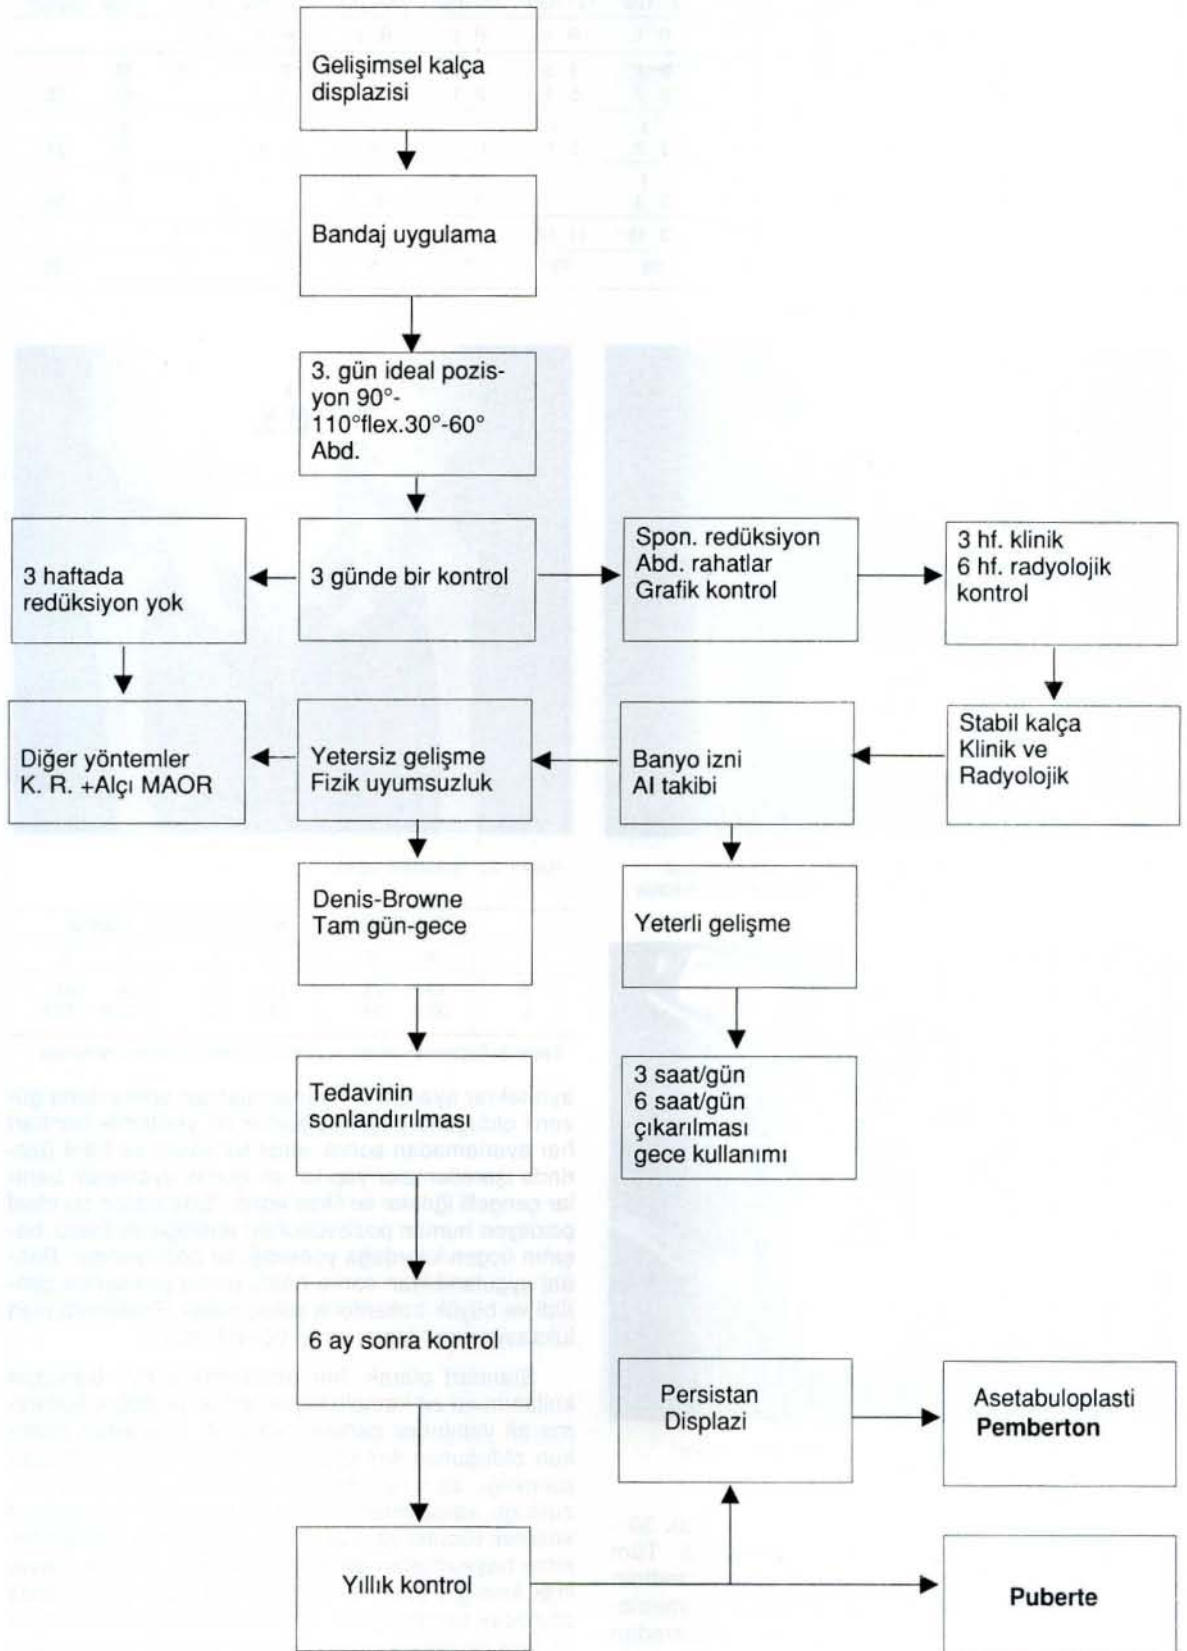 Gelişimsel kalça
displazisi
Bandaj uygulama
3. gün ideal pozis-
yon 90°-
110°flex.30°-60°
Abd.
3 haftada
redüksiyon yok
3 günde bir kontrol
Spon. redüksiyon
Abd. rahatlar
Grafik kontrol
3 hf. klinik
6 hf. radyolojik
kontrol
Diğer yöntemler
K. R. +Alçı MAOR
Yetersiz gelişme
Fizik uyumsuzluk
Banyo izni
AI takibi
Stabil kalça
Klinik ve
Radyolojik
Denis-Browne
Tam gün-gece
Yeterli gelişme
Tedavinin
sonlandırılması
3 saat/gün
6 saat/gün
çıkarılması
gece kullanımı
6 ay sonra kontrol
Persistan
Displazi
Asetabuloplasti
Pemberton
Yıllık kontrol
Puberte